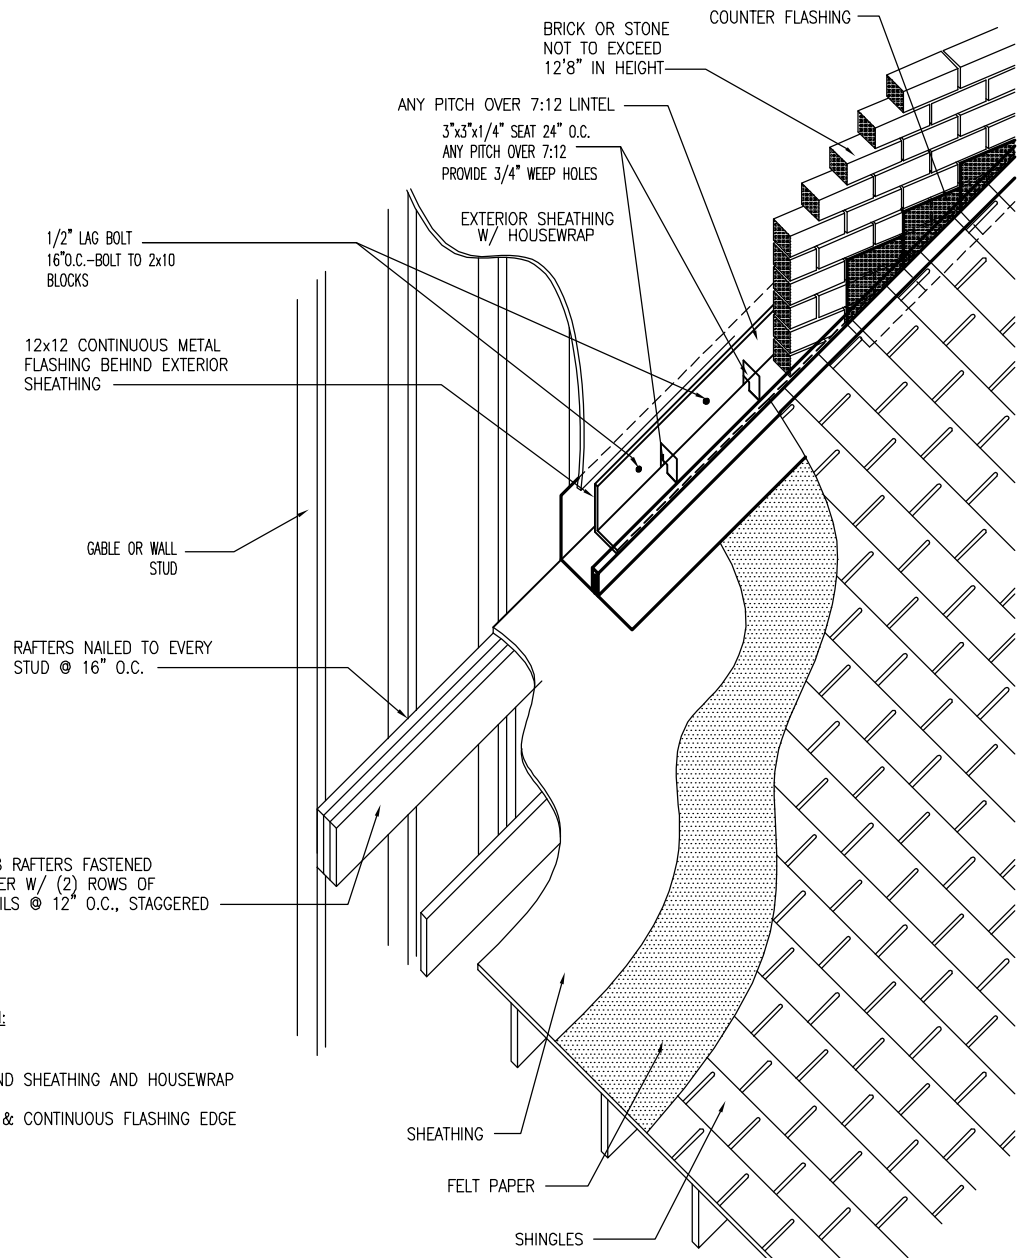 COUNTER FLASHING
BRICK OR STONE
NOT TO EXCEED
12'8" IN HEIGHT
ANY PITCH OVER 7:12 LINTEL
3"x3"x1/4" SEAT 24" O.C.
ANY PITCH OVER 7:12
PROVIDE 3/4" WEEP HOLES
EXTERIOR SHEATHING
W/ HOUSEWRAP
1/2" LAG BOLT
16"O.C.-BOLT TO 2x10
BLOCKS
12x12 CONTINUOUS METAL
FLASHING BEHIND EXTERIOR
SHEATHING
GABLE OR WALL
STUD
RAFTERS NAILED TO EVERY
STUD @ 16" O.C.
RAFTERS FASTENED
W/ (2) ROWS OF
@ 12" O.C., STAGGERED
SHEATHING AND HOUSEWRAP
& CONTINUOUS FLASHING EDGE
SHEATHING
FELT PAPER
SHINGLES